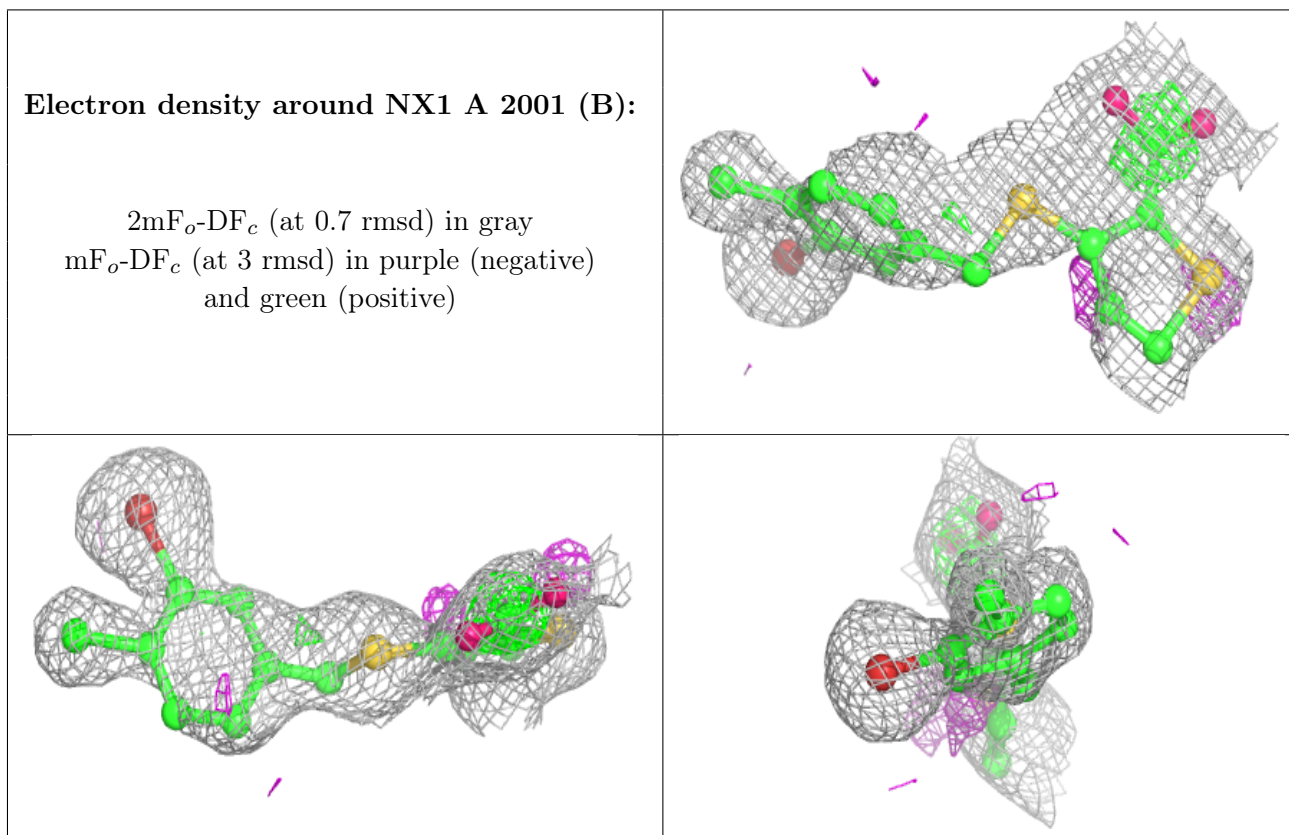 Electron density around NX1 A 2001 (B):
2mFo-DFc (at 0.7 rmsd) in gray
mFo-DFc (at 3 rmsd) in purple (negative)
and green (positive)